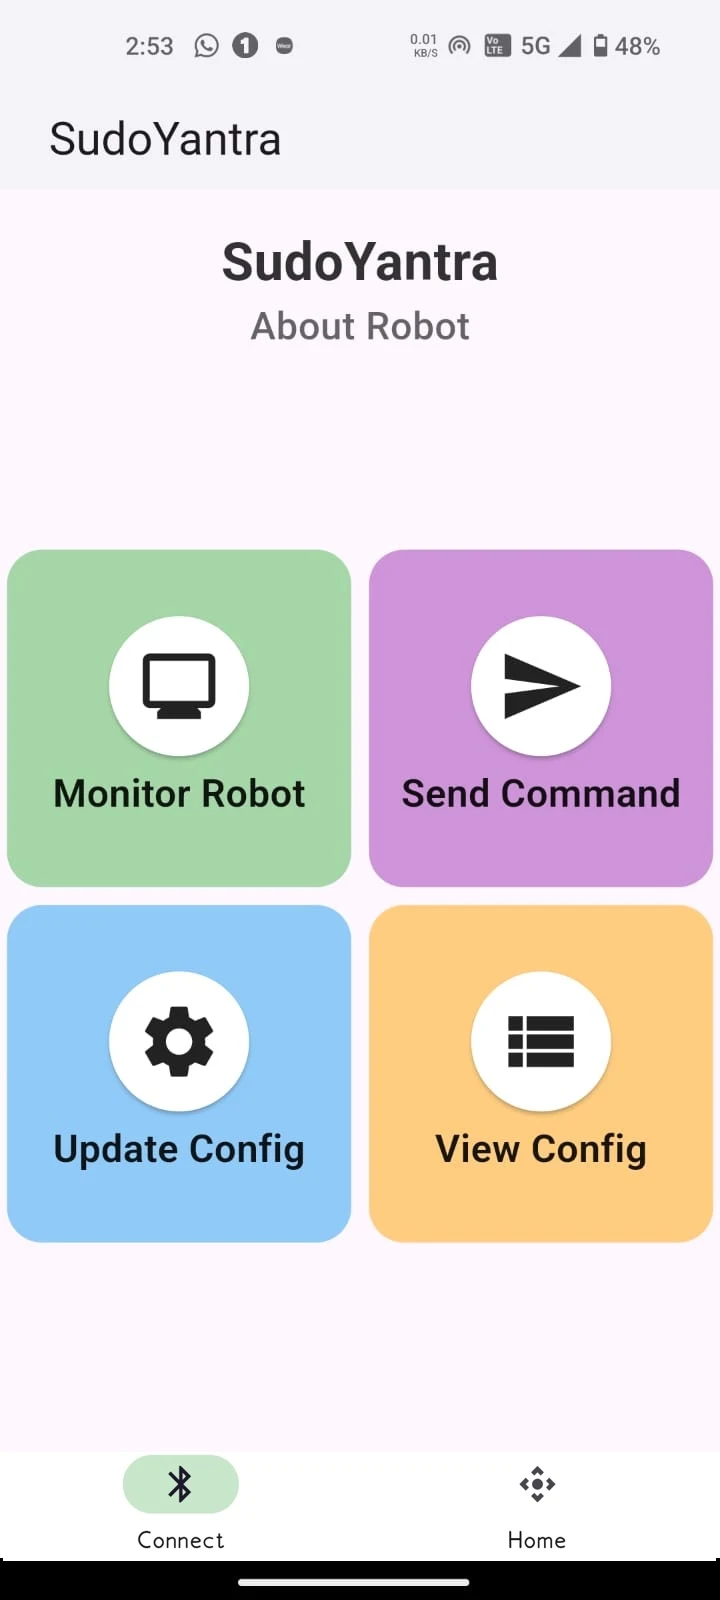 2:53 1 Wear 0.01 KB/S Vo LTE 5G 48%
SudoYantra
SudoYantra
About Robot
Monitor Robot
Send Command
Update Config
View Config
Connect
Home